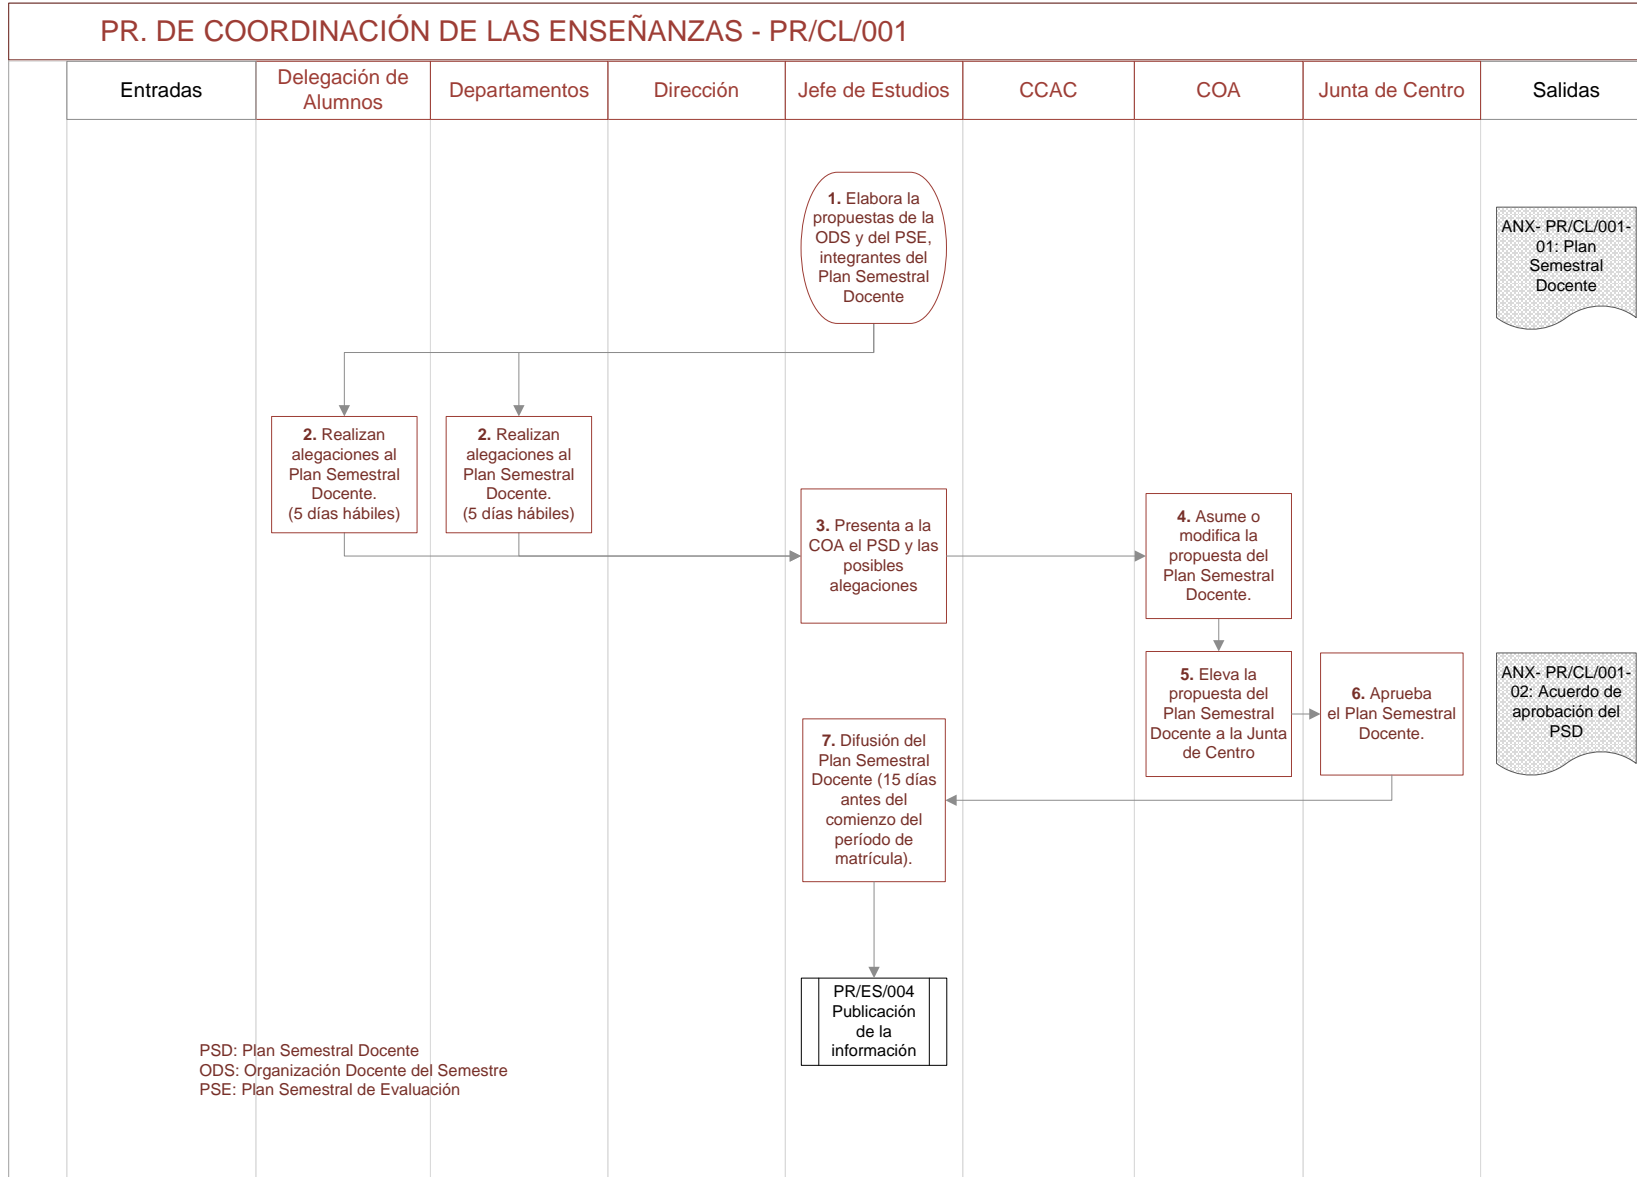 PR. DE COORDINACIÓN DE LAS ENSEÑANZAS - PR/CL/001
Entradas
Delegación de
Alumnos
Departamentos
Dirección
Jefe de Estudios
CCAC
COA
Junta de Centro
Salidas
1. Elabora la
propuestas de la
ODS y del PSE,
integrantes del
Plan Semestral
Docente
ANX- PR/CL/001-
01: Plan
Semestral
Docente
2. Realizan
alegaciones al
Plan Semestral
Docente.
(5 días hábiles)
2. Realizan
alegaciones al
Plan Semestral
Docente.
(5 días hábiles)
3. Presenta a la
COA el PSD y las
posibles
alegaciones
4. Asume o
modifica la
propuesta del
Plan Semestral
Docente.
5. Eleva la
propuesta del
Plan Semestral
Docente a la Junta
de Centro
6. Aprueba
el Plan Semestral
Docente.
ANX- PR/CL/001-
02: Acuerdo de
aprobación del
PSD
7. Difusión del
Plan Semestral
Docente (15 días
antes del
comienzo del
período de
matrícula).
PR/ES/004
Publicación
de la
información
PSD: Plan Semestral Docente
ODS: Organización Docente del Semestre
PSE: Plan Semestral de Evaluación